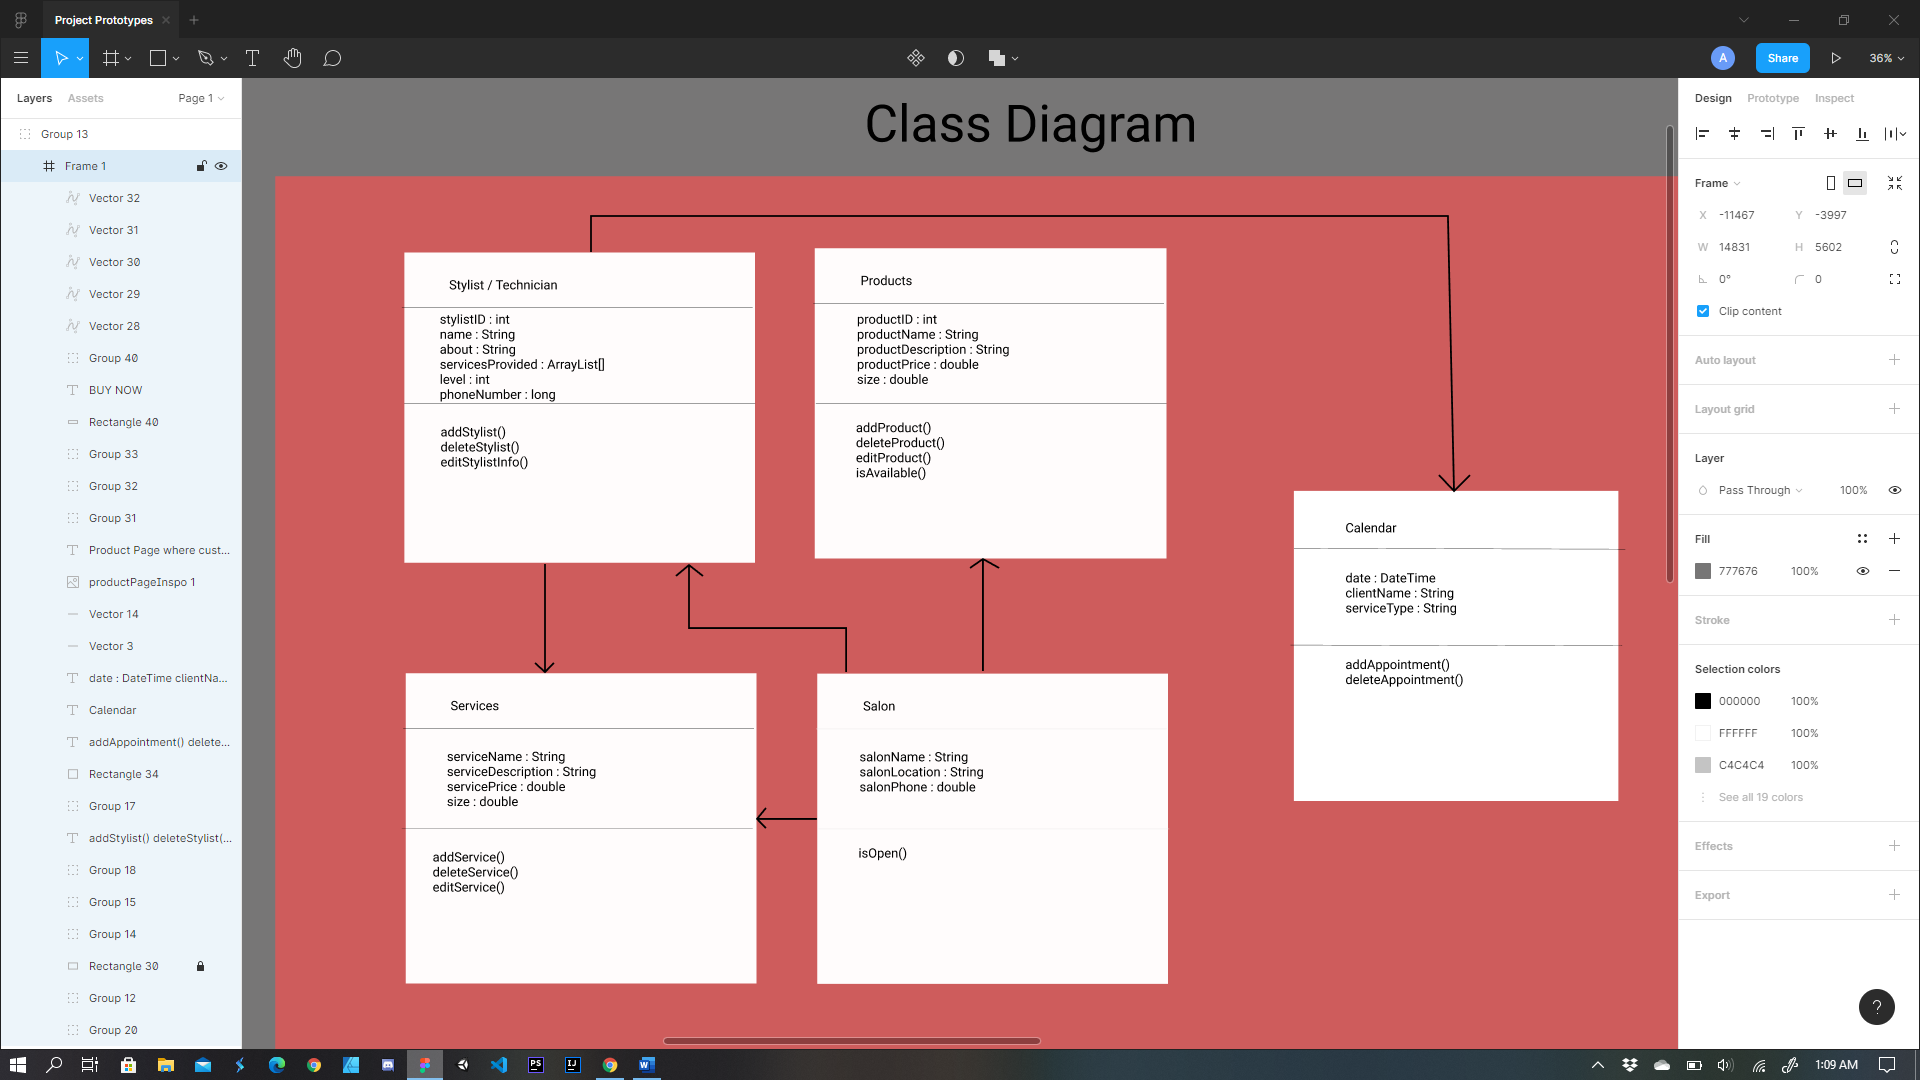 Project Prototypes
Share
36%
A
Layers
Assets
Page 1
Group 13
Frame 1
Vector 32
Vector 31
Vector 30
Vector 29
Vector 28
Group 40
BUY NOW
Rectangle 40
Group 33
Group 32
Group 31
Product Page where cust...
productPageInspo 1
Vector 14
Vector 3
date : DateTime clientNa...
Calendar
addAppointment() delete...
Rectangle 34
Group 17
addStylist() deleteStylist(...
Group 18
Group 15
Group 14
Rectangle 30
Group 12
Group 20
Class Diagram
Stylist / Technician
stylistID : int
name : String
about : String
servicesProvided : ArrayList[]
level : int
phoneNumber : long
addStylist()
deleteStylist()
editStylistInfo()
Products
productID : int
productName : String
productDescription : String
productPrice : double
size : double
addProduct()
deleteProduct()
editProduct()
isAvailable()
Calendar
date : DateTime
clientName : String
serviceType : String
addAppointment()
deleteAppointment()
Services
serviceName : String
serviceDescription : String
servicePrice : double
size : double
addService()
deleteService()
editService()
Salon
salonName : String
salonLocation : String
salonPhone : double
isOpen()
Design
Prototype
Inspect
Frame
X -11467 Y -3997
W 14831 H 5602
0° 0
Clip content
Auto layout
Layout grid
Layer
Pass Through 100%
Fill
777676 100%
Stroke
Selection colors
000000 100%
FFFFFF 100%
C4C4C4 100%
See all 19 colors
Effects
Export
?
PS
IJ
W
1:09 AM